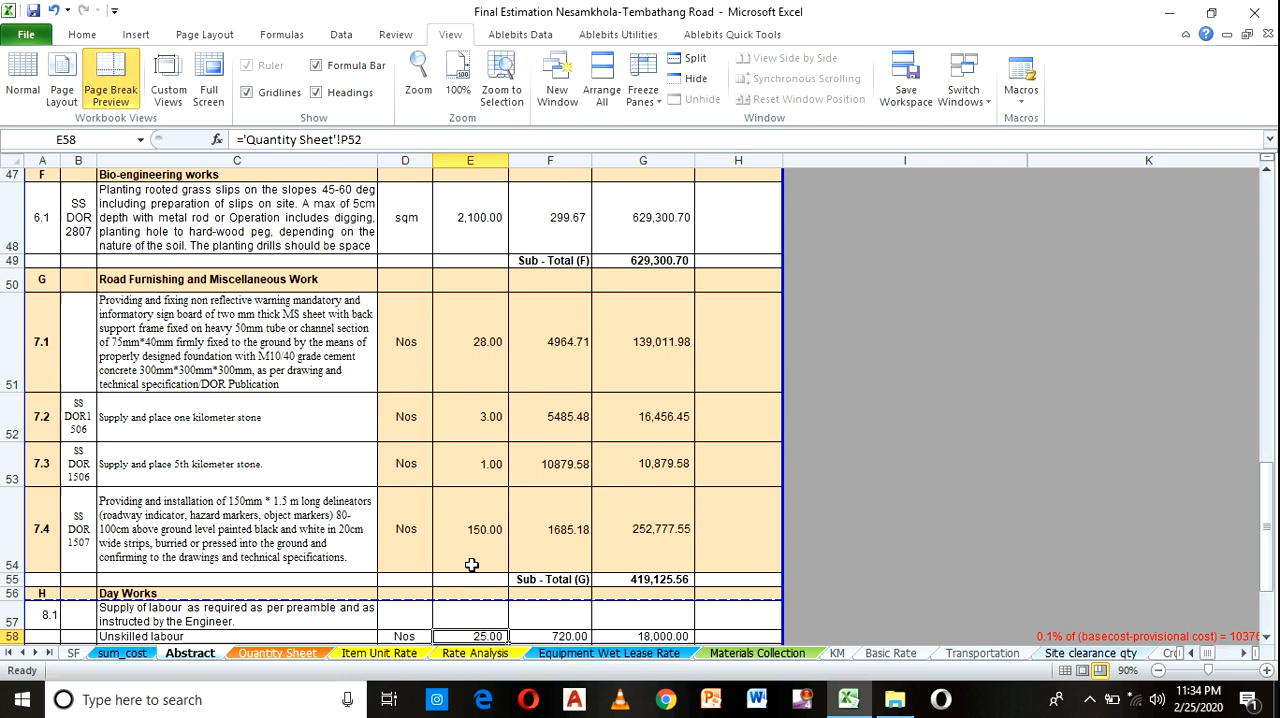 Final Estimation Nesamkhola-Tembathang Road - Microsoft Excel
File Home Insert Page Layout Formulas Data Review View Ablebits Data Ablebits Utilities Ablebits Quick Tools
Normal
Page Layout
Page Break Preview
Custom Views
Full Screen
Workbook Views
Ruler
Formula Bar
Gridlines
Headings
Show
Zoom
100%
Zoom to Selection
Zoom
New Window
Arrange All
Freeze Panes
Split
Hide
Unhide
View Side by Side
Synchronous Scrolling
Reset Window Position
Window
Save Workspace
Switch Windows
Macros
Macros
E58 fx ='Quantity Sheet'!P52
A B C D E F G H I K
47 F Bio-engineering works
Planting rooted grass slips on the slopes 45-60 deg
including preparation of slips on site. A max of 5cm
depth with metal rod or Operation includes digging,
planting hole to hard-wood peg, depending on the
nature of the soil. The planting drills should be space
48 6.1 SS DOR 2807 sqm 2,100.00 299.67 629,300.70
49 Sub - Total (F) 629,300.70
50 G Road Furnishing and Miscellaneous Work
Providing and fixing non reflective warning mandatory and
informatory sign board of two mm thick MS sheet with back
support frame fixed on heavy 50mm tube or channel section
of 75mm*40mm firmly fixed to the ground by the means of
properly designed foundation with M10/40 grade cement
concrete 300mm*300mm*300mm, as per drawing and
technical specification/DOR Publication
51 7.1 Nos 28.00 4964.71 139,011.98
52 7.2 SS DOR1 506 Supply and place one kilometer stone Nos 3.00 5485.48 16,456.45
53 7.3 SS DOR 1506 Supply and place 5th kilometer stone. Nos 1.00 10879.58 10,879.58
Providing and installation of 150mm * 1.5 m long delineators
(roadway indicator, hazard markers, object markers) 80-
100cm above ground level painted black and white in 20cm
wide strips, burried or pressed into the ground and
confirming to the drawings and technical specifications.
54 7.4 SS DOR 1507 Nos 150.00 1685.18 252,777.55
55 Sub - Total (G) 419,125.56
56 H Day Works
57 8.1 Supply of labour as required as per preamble and as
instructed by the Engineer.
58 Unskilled labour Nos 25.00 720.00 18,000.00
0.1% of (basecost-provisional cost) = 10376
SF sum_cost Abstract Quantity Sheet Item Unit Rate Rate Analysis Equipment Wet Lease Rate Materials Collection KM Basic Rate Transportation Site clearance qty Cr
Ready 90%
Type here to search
11:34 PM
2/25/2020
1